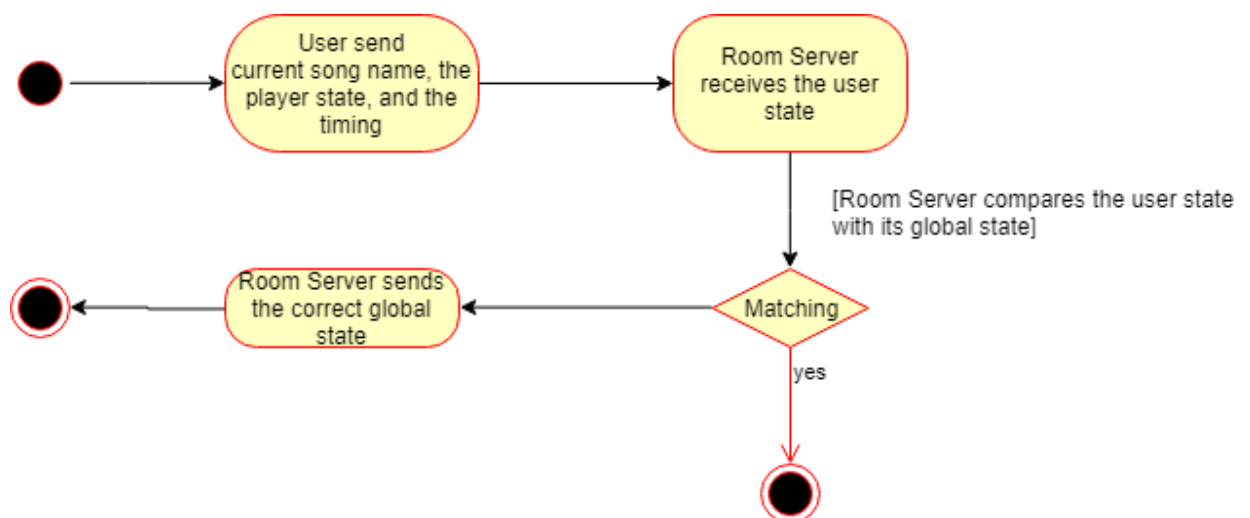 User send
current song name, the
player state, and the
timing
Room Server
receives the user
state
[Room Server compares the user state
with its global state]
Room Server sends
the correct global
state
Matching
yes